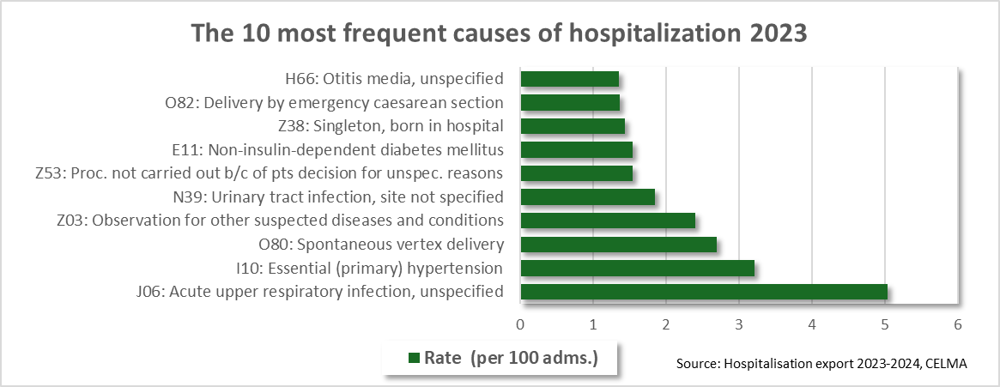 The 10 most frequent causes of hospitalization 2023
H66: Otitis media, unspecified
O82: Delivery by emergency caesarean section
Z38: Singleton, born in hospital
E11: Non-insulin-dependent diabetes mellitus
Z53: Proc. not carried out b/c of pts decision for unspec. reasons
N39: Urinary tract infection, site not specified
Z03: Observation for other suspected diseases and conditions
O80: Spontaneous vertex delivery
I10: Essential (primary) hypertension
J06: Acute upper respiratory infection, unspecified
0 1 2 3 4 5 6
Rate (per 100 adms.)
Source: Hospitalisation export 2023-2024, CELMA